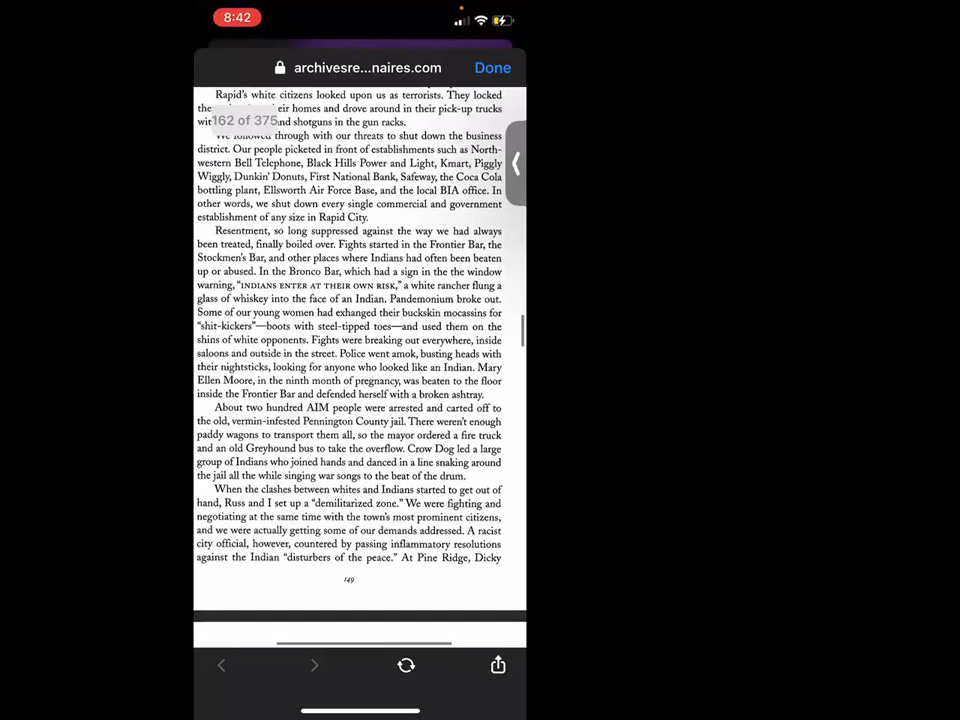 8:42
archivesre...naires.com
Done
Rapid's white citizens looked upon us as terrorists. They locked
the eir homes and drove around in their pick-up trucks
wit and shotguns in the gun racks.
162 of 375
We followed through with our threats to shut down the business
district. Our people picketed in front of establishments such as North-
western Bell Telephone, Black Hills Power and Light, Kmart, Piggly
Wiggly, Dunkin' Donuts, First National Bank, Safeway, the Coca Cola
bottling plant, Ellsworth Air Force Base, and the local BIA office. In
other words, we shut down every single commercial and government
establishment of any size in Rapid City.
Resentment, so long suppressed against the way we had always
been treated, finally boiled over. Fights started in the Frontier Bar, the
Stockmen's Bar, and other places where Indians had often been beaten
up or abused. In the Bronco Bar, which had a sign in the the window
warning, "INDIANS ENTER AT THEIR OWN RISK," a white rancher flung a
glass of whiskey into the face of an Indian. Pandemonium broke out.
Some of our young women had exhanged their buckskin mocassins for
"shit-kickers"—boots with steel-tipped toes—and used them on the
shins of white opponents. Fights were breaking out everywhere, inside
saloons and outside in the street. Police went amok, busting heads with
their nightsticks, looking for anyone who looked like an Indian. Mary
Ellen Moore, in the ninth month of pregnancy, was beaten to the floor
inside the Frontier Bar and defended herself with a broken ashtray.
About two hundred AIM people were arrested and carted off to
the old, vermin-infested Pennington County jail. There weren't enough
paddy wagons to transport them all, so the mayor ordered a fire truck
and an old Greyhound bus to take the overflow. Crow Dog led a large
group of Indians who joined hands and danced in a line snaking around
the jail all the while singing war songs to the beat of the drum.
When the clashes between whites and Indians started to get out of
hand, Russ and I set up a "demilitarized zone." We were fighting and
negotiating at the same time with the town's most prominent citizens,
and we were actually getting some of our demands addressed. A racist
city official, however, countered by passing inflammatory resolutions
against the Indian "disturbers of the peace." At Pine Ridge, Dicky
149